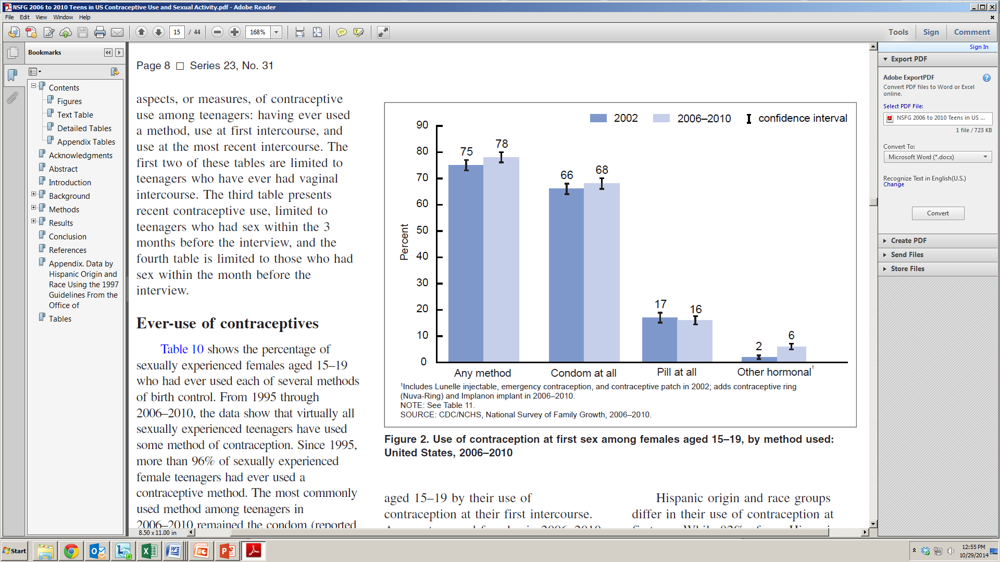 NSFG 2006 to 2010 Teens in US Contraceptive Use and Sexual Activity.pdf - Adobe Reader
File Edit View Window Help
15 / 44 168% Tools Sign Comment
Bookmarks
Contents
Figures
Text Table
Detailed Tables
Appendix Tables
Acknowledgments
Abstract
Introduction
Background
Methods
Results
Conclusion
References
Appendix. Data by
Hispanic Origin and
Race Using the 1997
Guidelines From the
Office of
Tables
Page 8 □ Series 23, No. 31
aspects, or measures, of contraceptive
use among teenagers: having ever used
a method, use at first intercourse, and
use at the most recent intercourse. The
first two of these tables are limited to
teenagers who have ever had vaginal
intercourse. The third table presents
recent contraceptive use, limited to
teenagers who had sex within the 3
months before the interview, and the
fourth table is limited to those who had
sex within the month before the
interview.
Ever-use of contraceptives
Table 10 shows the percentage of
sexually experienced females aged 15–19
who had ever used each of several methods
of birth control. From 1995 through
2006–2010, the data show that virtually all
sexually experienced teenagers have used
some method of contraception. Since 1995,
more than 96% of sexually experienced
female teenagers had ever used a
contraceptive method. The most commonly
used method among teenagers in
2006–2010 remained the condom (reported
2002 2006–2010 confidence interval
Percent
90
80
70
60
50
40
30
20
10
0
75 78
66 68
17 16
2 6
Any method Condom at all Pill at all Other hormonal¹
¹Includes Lunelle injectable, emergency contraception, and contraceptive patch in 2002; adds contraceptive ring
(Nuva-Ring) and Implanon implant in 2006–2010.
NOTE: See Table 11.
SOURCE: CDC/NCHS, National Survey of Family Growth, 2006–2010.
Figure 2. Use of contraception at first sex among females aged 15–19, by method used:
United States, 2006–2010
aged 15–19 by their use of
contraception at their first intercourse.
Hispanic origin and race groups
differ in their use of contraception at
8.50 x 11.00 in
Sign In
Export PDF
Adobe ExportPDF
Convert PDF files to Word or Excel
online.
Select PDF File:
NSFG 2006 to 2010 Teens in US ...
1 file / 723 KB
Convert To:
Microsoft Word (*.docx)
Recognize Text in English(U.S.)
Change
Convert
Create PDF
Send Files
Store Files
Start
12:55 PM
10/29/2014